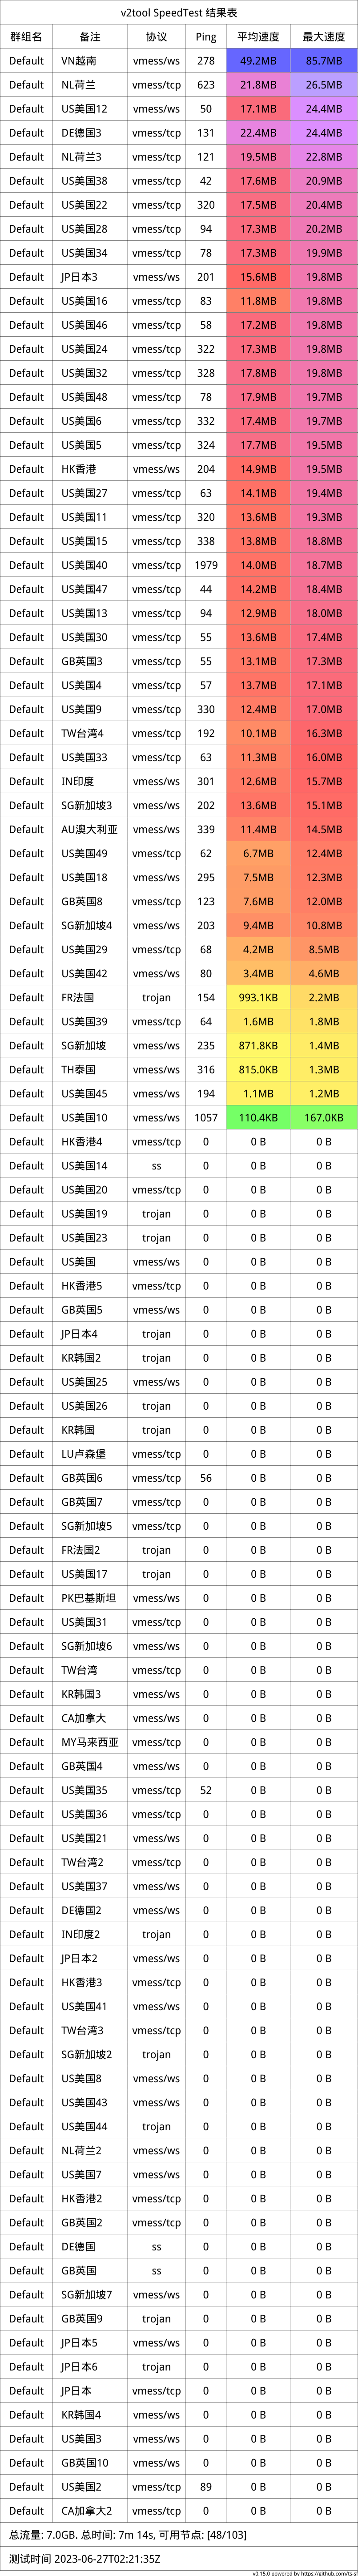 v2tool SpeedTest 结果表
群组名 备注 协议 Ping 平均速度 最大速度
Default VN越南 vmess/ws 278 49.2MB 85.7MB
Default NL荷兰 vmess/tcp 623 21.8MB 26.5MB
Default US美国12 vmess/ws 50 17.1MB 24.4MB
Default DE德国3 vmess/tcp 131 22.4MB 24.4MB
Default NL荷兰3 vmess/tcp 121 19.5MB 22.8MB
Default US美国38 vmess/tcp 42 17.6MB 20.9MB
Default US美国22 vmess/tcp 320 17.5MB 20.4MB
Default US美国28 vmess/tcp 94 17.3MB 20.2MB
Default US美国34 vmess/tcp 78 17.3MB 19.9MB
Default JP日本3 vmess/ws 201 15.6MB 19.8MB
Default US美国16 vmess/ws 83 11.8MB 19.8MB
Default US美国46 vmess/tcp 58 17.2MB 19.8MB
Default US美国24 vmess/tcp 322 17.3MB 19.8MB
Default US美国32 vmess/tcp 328 17.8MB 19.8MB
Default US美国48 vmess/tcp 78 17.9MB 19.7MB
Default US美国6 vmess/tcp 332 17.4MB 19.7MB
Default US美国5 vmess/tcp 324 17.7MB 19.5MB
Default HK香港 vmess/ws 204 14.9MB 19.5MB
Default US美国27 vmess/tcp 63 14.1MB 19.4MB
Default US美国11 vmess/tcp 320 13.6MB 19.3MB
Default US美国15 vmess/tcp 338 13.8MB 18.8MB
Default US美国40 vmess/tcp 1979 14.0MB 18.7MB
Default US美国47 vmess/tcp 44 14.2MB 18.4MB
Default US美国13 vmess/tcp 94 12.9MB 18.0MB
Default US美国30 vmess/tcp 55 13.6MB 17.4MB
Default GB英国3 vmess/tcp 55 13.1MB 17.3MB
Default US美国4 vmess/tcp 57 13.7MB 17.1MB
Default US美国9 vmess/tcp 330 12.4MB 17.0MB
Default TW台湾4 vmess/tcp 192 10.1MB 16.3MB
Default US美国33 vmess/tcp 63 11.3MB 16.0MB
Default IN印度 vmess/ws 301 12.6MB 15.7MB
Default SG新加坡3 vmess/ws 202 13.6MB 15.1MB
Default AU澳大利亚 vmess/ws 339 11.4MB 14.5MB
Default US美国49 vmess/tcp 62 6.7MB 12.4MB
Default US美国18 vmess/ws 295 7.5MB 12.3MB
Default GB英国8 vmess/tcp 123 7.6MB 12.0MB
Default SG新加坡4 vmess/ws 203 9.4MB 10.8MB
Default US美国29 vmess/tcp 68 4.2MB 8.5MB
Default US美国42 vmess/ws 80 3.4MB 4.6MB
Default FR法国 trojan 154 993.1KB 2.2MB
Default US美国39 vmess/tcp 64 1.6MB 1.8MB
Default SG新加坡 vmess/ws 235 871.8KB 1.4MB
Default TH泰国 vmess/ws 316 815.0KB 1.3MB
Default US美国45 vmess/ws 194 1.1MB 1.2MB
Default US美国10 vmess/ws 1057 110.4KB 167.0KB
Default HK香港4 vmess/tcp 0 0 B 0 B
Default US美国14 ss 0 0 B 0 B
Default US美国20 vmess/tcp 0 0 B 0 B
Default US美国19 trojan 0 0 B 0 B
Default US美国23 trojan 0 0 B 0 B
Default US美国 vmess/ws 0 0 B 0 B
Default HK香港5 vmess/tcp 0 0 B 0 B
Default GB英国5 vmess/ws 0 0 B 0 B
Default JP日本4 trojan 0 0 B 0 B
Default KR韩国2 trojan 0 0 B 0 B
Default US美国25 vmess/ws 0 0 B 0 B
Default US美国26 trojan 0 0 B 0 B
Default KR韩国 trojan 0 0 B 0 B
Default LU卢森堡 vmess/tcp 0 0 B 0 B
Default GB英国6 vmess/tcp 56 0 B 0 B
Default GB英国7 vmess/tcp 0 0 B 0 B
Default SG新加坡5 vmess/tcp 0 0 B 0 B
Default FR法国2 trojan 0 0 B 0 B
Default US美国17 trojan 0 0 B 0 B
Default PK巴基斯坦 vmess/ws 0 0 B 0 B
Default US美国31 vmess/tcp 0 0 B 0 B
Default SG新加坡6 vmess/ws 0 0 B 0 B
Default TW台湾 vmess/tcp 0 0 B 0 B
Default KR韩国3 vmess/ws 0 0 B 0 B
Default CA加拿大 vmess/ws 0 0 B 0 B
Default MY马来西亚 vmess/tcp 0 0 B 0 B
Default GB英国4 vmess/ws 0 0 B 0 B
Default US美国35 vmess/tcp 52 0 B 0 B
Default US美国36 vmess/tcp 0 0 B 0 B
Default US美国21 vmess/ws 0 0 B 0 B
Default TW台湾2 vmess/tcp 0 0 B 0 B
Default US美国37 vmess/ws 0 0 B 0 B
Default DE德国2 vmess/ws 0 0 B 0 B
Default IN印度2 trojan 0 0 B 0 B
Default JP日本2 vmess/ws 0 0 B 0 B
Default HK香港3 vmess/tcp 0 0 B 0 B
Default US美国41 vmess/ws 0 0 B 0 B
Default TW台湾3 vmess/tcp 0 0 B 0 B
Default SG新加坡2 trojan 0 0 B 0 B
Default US美国8 vmess/ws 0 0 B 0 B
Default US美国43 vmess/ws 0 0 B 0 B
Default US美国44 trojan 0 0 B 0 B
Default NL荷兰2 vmess/ws 0 0 B 0 B
Default US美国7 vmess/ws 0 0 B 0 B
Default HK香港2 vmess/tcp 0 0 B 0 B
Default GB英国2 vmess/tcp 0 0 B 0 B
Default DE德国 ss 0 0 B 0 B
Default GB英国 ss 0 0 B 0 B
Default SG新加坡7 vmess/ws 0 0 B 0 B
Default GB英国9 trojan 0 0 B 0 B
Default JP日本5 vmess/ws 0 0 B 0 B
Default JP日本6 trojan 0 0 B 0 B
Default JP日本 vmess/tcp 0 0 B 0 B
Default KR韩国4 vmess/ws 0 0 B 0 B
Default US美国3 vmess/ws 0 0 B 0 B
Default GB英国10 vmess/ws 0 0 B 0 B
Default US美国2 vmess/tcp 89 0 B 0 B
Default CA加拿大2 vmess/tcp 0 0 B 0 B
总流量: 7.0GB. 总时间: 7m 14s, 可用节点: [48/103]
测试时间 2023-06-27T02:21:35Z
v0.15.0 powered by https://github.com/ts-sf